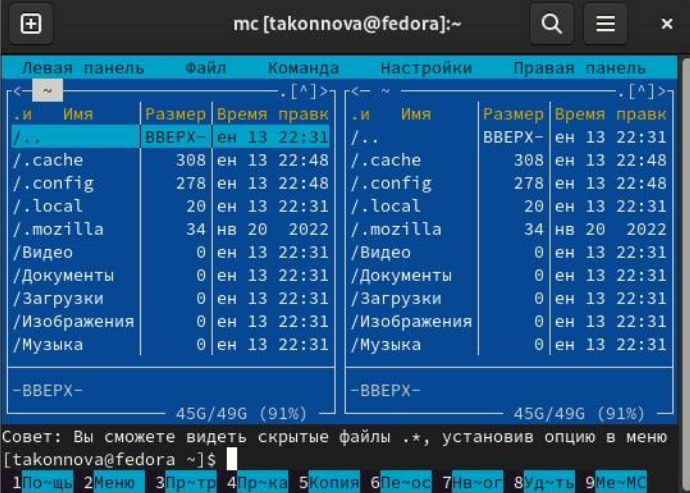 mc [takonnova@fedora]:~
Левая панель Файл Команда Настройки Правая панель
<- ~ .[^]> <- ~ .[^]>
.и Имя Размер Время правк .и Имя Размер Время правк
/.. ВВЕРХ- ен 13 22:31 /.. ВВЕРХ- ен 13 22:31
/.cache 308 ен 13 22:48 /.cache 308 ен 13 22:48
/.config 278 ен 13 22:48 /.config 278 ен 13 22:48
/.local 20 ен 13 22:31 /.local 20 ен 13 22:31
/.mozilla 34 нв 20 2022 /.mozilla 34 нв 20 2022
/Видео 0 ен 13 22:31 /Видео 0 ен 13 22:31
/Документы 0 ен 13 22:31 /Документы 0 ен 13 22:31
/Загрузки 0 ен 13 22:31 /Загрузки 0 ен 13 22:31
/Изображения 0 ен 13 22:31 /Изображения 0 ен 13 22:31
/Музыка 0 ен 13 22:31 /Музыка 0 ен 13 22:31
-ВВЕРХ- -ВВЕРХ-
45G/49G (91%) 45G/49G (91%)
Совет: Вы сможете видеть скрытые файлы .*, установив опцию в меню
[takonnova@fedora ~]$
1По~щь 2Меню 3Пр~тр 4Пр~ка 5Копия 6Пе~ос 7Нв~ог 8Уд~ть 9Ме~МС